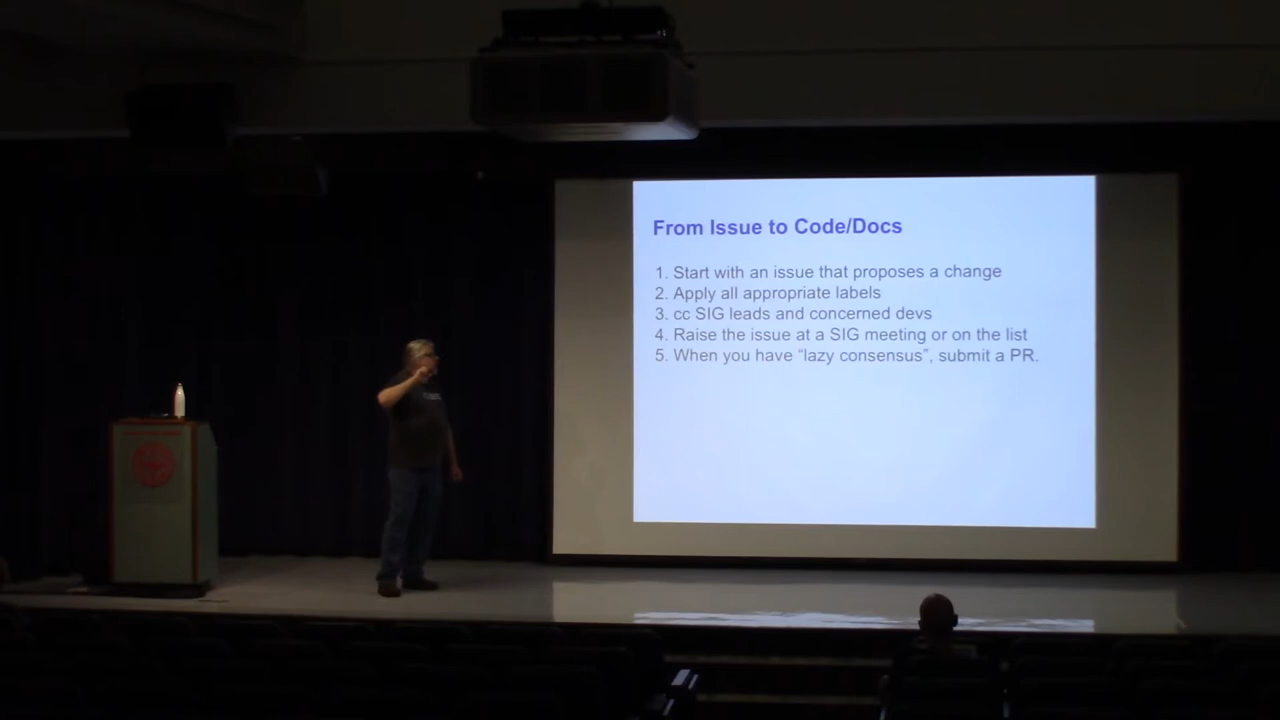 From Issue to Code/Docs
1. Start with an issue that proposes a change
2. Apply all appropriate labels
3. cc SIG leads and concerned devs
4. Raise the issue at a SIG meeting or on the list
5. When you have “lazy consensus”, submit a PR.